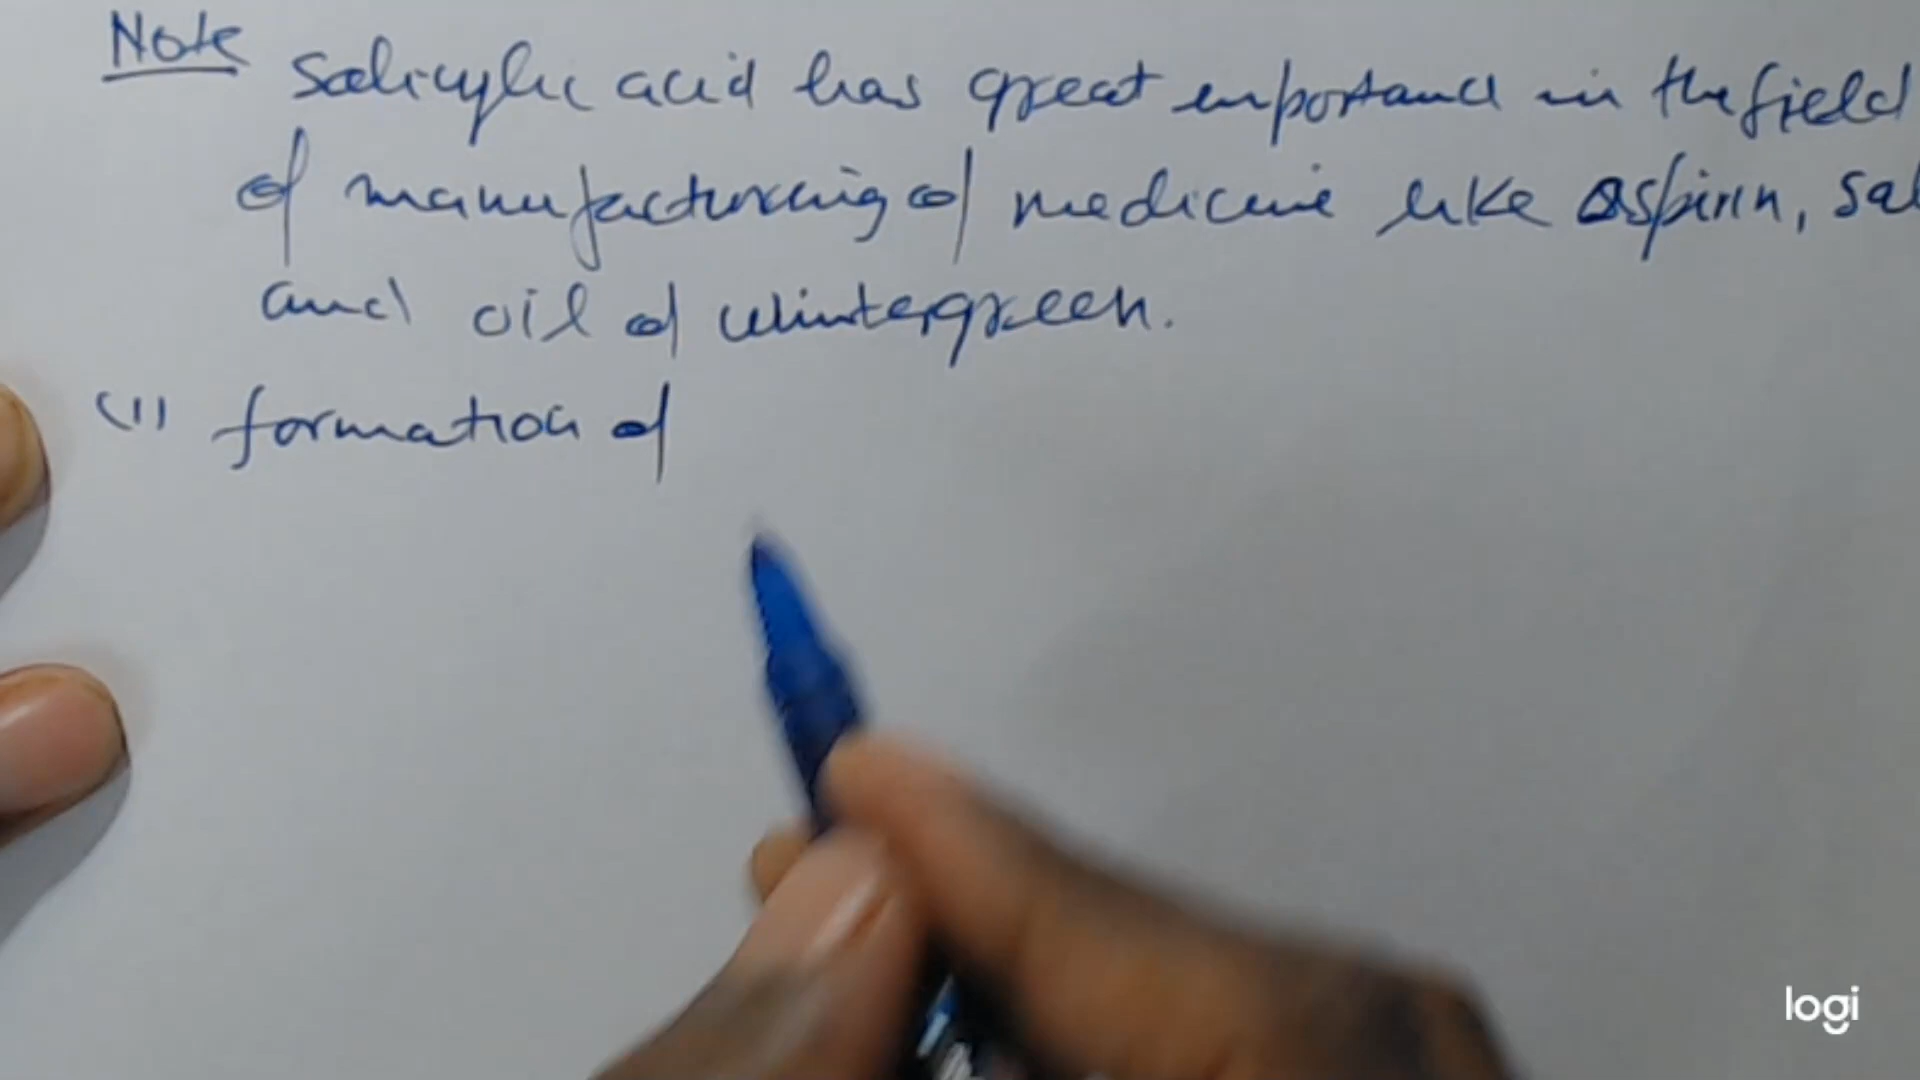 Note
Salicylic acid has great importance in the field
of manufacturing of medicine like Aspirin, Sal
and oil of wintergreen.
(1) formation of
logi